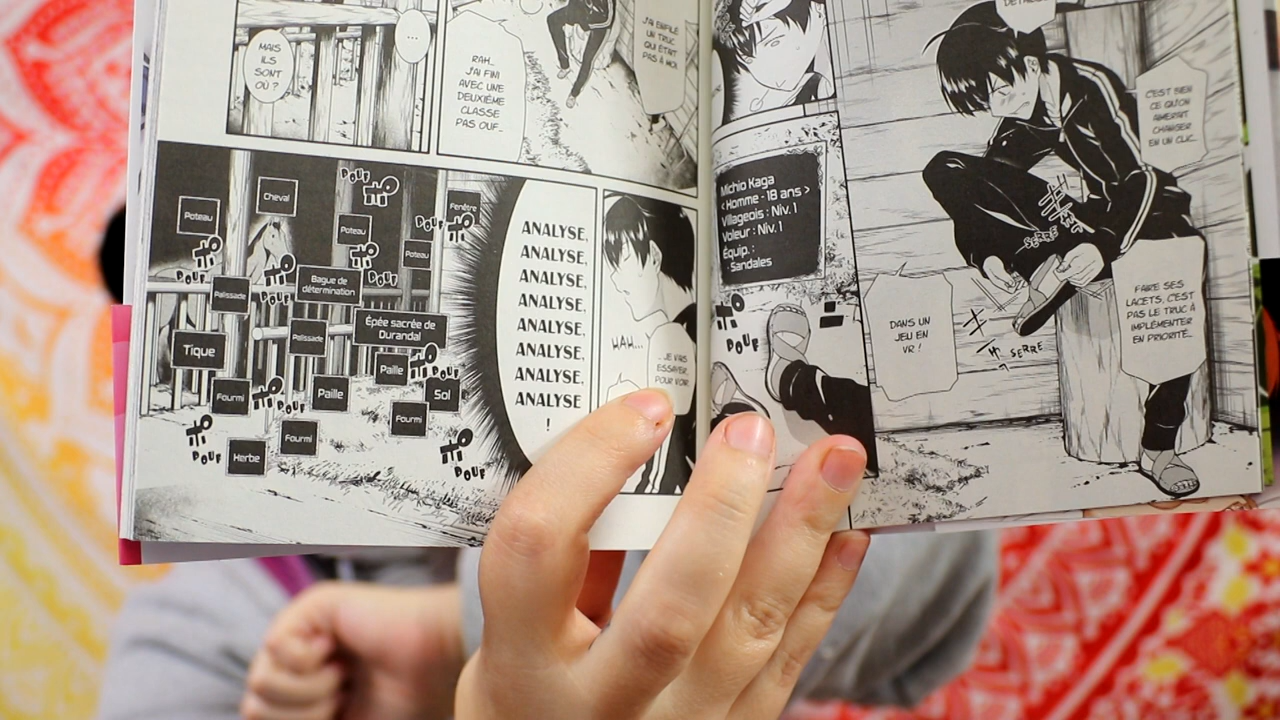 MAIS
ILS
SONT
OÙ ?
...
RAH...
J'AI FINI
AVEC UNE
DEUXIÈME
CLASSE
PAS OUF...
J'AI ENFILÉ
UN TRUC
QUI ÉTAIT
PAS À MOI.
Poteau
Cheval
POUF
Poteau
POUF
Fenêtre
Poteau
POUF
POUF
POUF
Palissade
Bague de
détermination
Palissade
Épée sacrée de
Durandal
Tique
Paille
POUF
Fourmi
POUF
Paille
Sol
Fourmi
POUF
Fourmi
Herbe
POUF
ANALYSE,
ANALYSE,
ANALYSE,
ANALYSE,
ANALYSE,
ANALYSE,
ANALYSE,
ANALYSE
!
HAH...
... JE VAIS
ESSAYER,
POUR VOIR.
Michio Kaga
< Homme - 18 ans >
Villageois : Niv. 1
Voleur : Niv. 1
Équip. :
: Sandales
POUF
C'EST BIEN
CE QU'ON
AIMERAIT
CHANGER
EN UN CLIC.
SERRE
SERRE
DANS UN
JEU EN
VR !
FAIRE SES
LACETS, C'EST
PAS LE TRUC À
IMPLÉMENTER
EN PRIORITÉ...